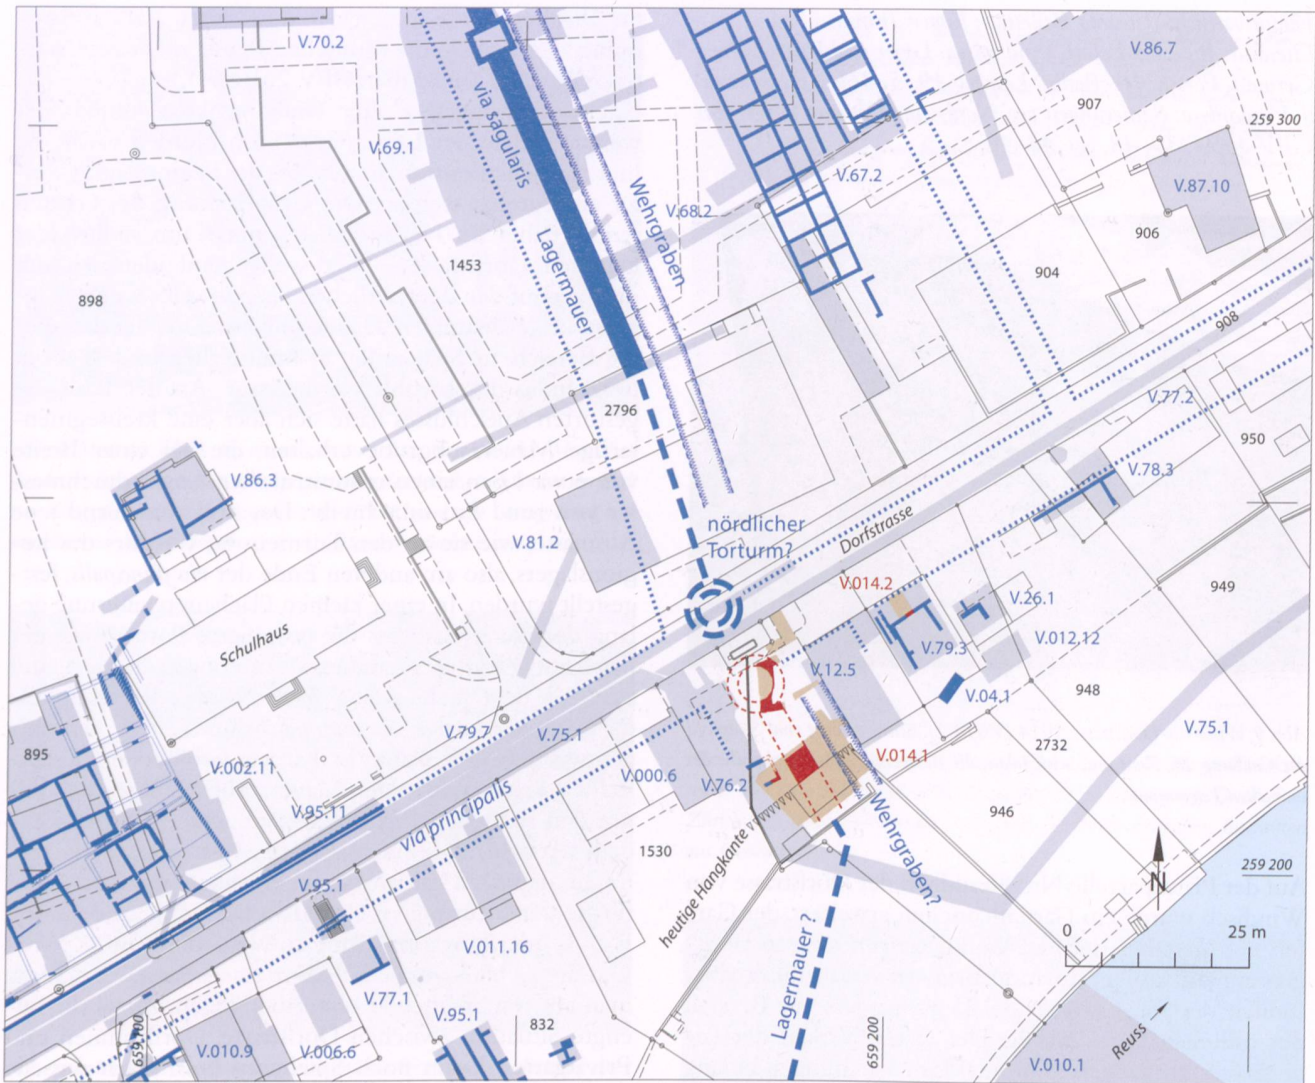 V.70.2
V.86.7
907
259 300
via sagularis
V.69.1
V.67.2
V.87.10
Wehrgraben
V.68.2
906
Lagermauer
1453
904
898
908
V.77.2
2796
950
V.86.3
V.78.3
nördlicher
Torturm?
Dorfstrasse
V.81.2
V.014.2
949
V.26.1
V.012,12
Schulhaus
V.79.3
V.12.5
V.04.1
948
V.79.7
V.75.1
V.75.1
2732
895
V.002.11
V.014.1
V.000.6
V.76.2
V.95.11
via principalis
946
Wehrgraben?
1530
heutige Hangkante
259 200
V.95.1
N
0
25 m
V.011.16
Lagermauer ?
V.77.1
V.95.1
832
659 100
V.010.9
V.006.6
659 200
Reuss
V.010.1